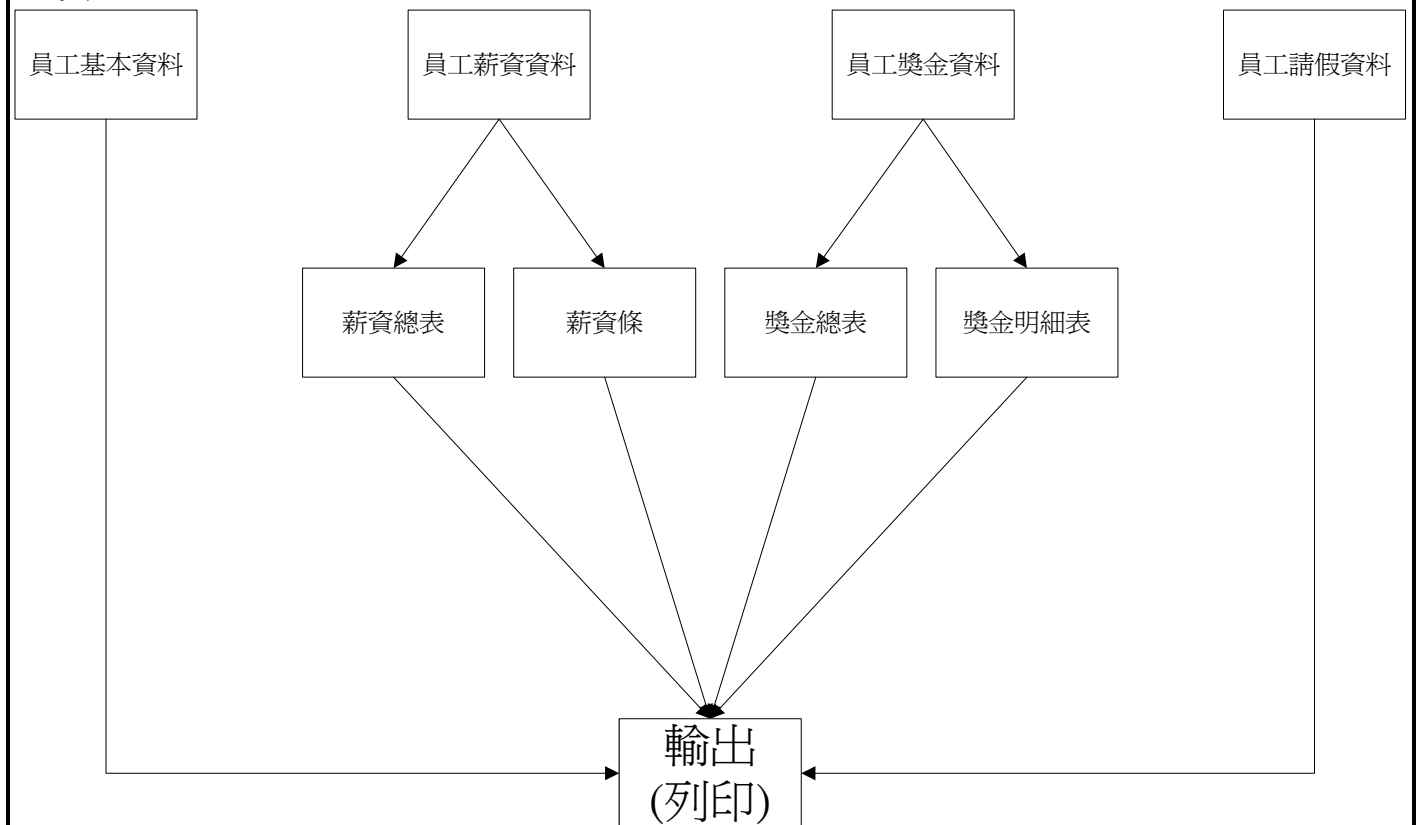 員工基本資料
員工薪資資料
員工獎金資料
員工請假資料
薪資總表
薪資條
獎金總表
獎金明細表
輸出
(列印)